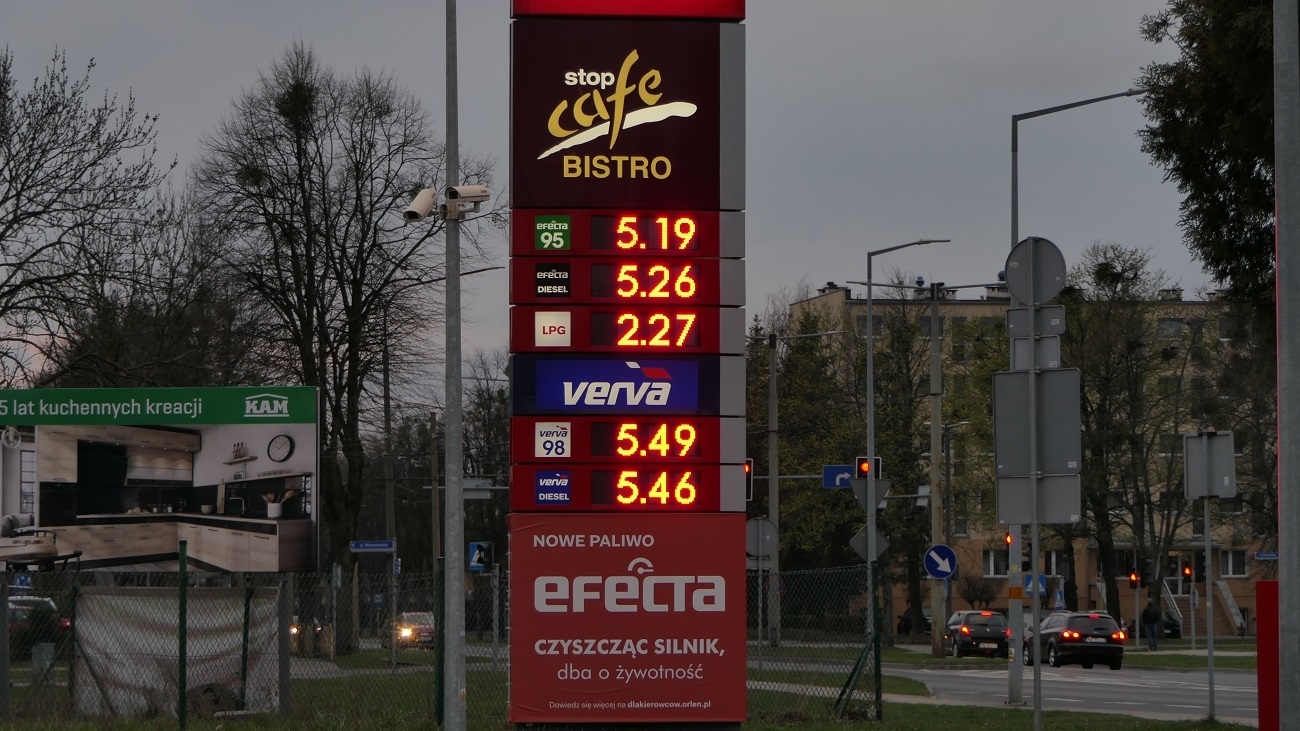 stop
cafe
BISTRO
efecta 95 5.19
efecta DIESEL 5.26
LPG 2.27
verva
verva 98 5.49
verva DIESEL 5.46
NOWE PALIWO
efecta
CZYSZCZĄC SILNIK,
dba o żywotność
Dowiedz się więcej na dlakierowcow.orlen.pl
5 lat kuchennych kreacji KAM